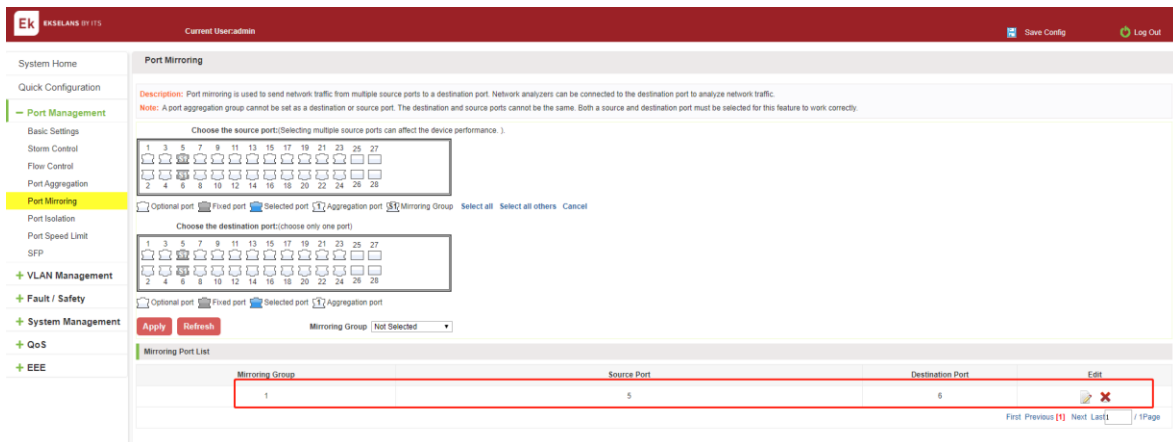 Ek EKSELANS BY ITS
Current User:admin
Save Config
Log Out
System Home
Quick Configuration
Port Management
Basic Settings
Storm Control
Flow Control
Port Aggregation
Port Mirroring
Port Isolation
Port Speed Limit
SFP
VLAN Management
Fault / Safety
System Management
QoS
EEE
Port Mirroring
Description: Port mirroring is used to send network traffic from multiple source ports to a destination port. Network analyzers can be connected to the destination port to analyze network traffic.
Note: A port aggregation group cannot be set as a destination or source port. The destination and source ports cannot be the same. Both a source and destination port must be selected for this feature to work correctly.
Choose the source port:(Selecting multiple source ports can affect the device performance. ).
1 3 5 7 9 11 13 15 17 19 21 23 25 27
2 4 6 8 10 12 14 16 18 20 22 24 26 28
Optional port Fixed port Selected port 1 Aggregation port S1 Mirroring Group Select all Select all others Cancel
Choose the destination port:(choose only one port)
1 3 5 7 9 11 13 15 17 19 21 23 25 27
2 4 6 8 10 12 14 16 18 20 22 24 26 28
Optional port Fixed port Selected port 1 Aggregation port
Apply Refresh Mirroring Group Not Selected
Mirroring Port List
Mirroring Group Source Port Destination Port Edit
1 5 6
First Previous [1] Next Last 1 / 1Page